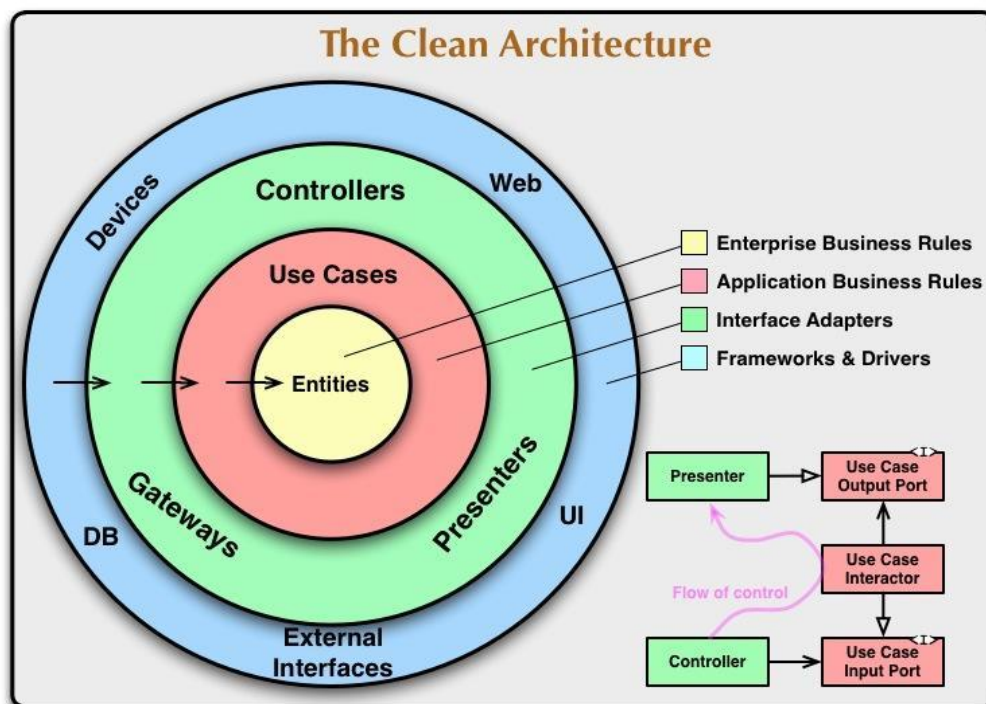 The Clean Architecture
Devices
Web
Controllers
Use Cases
Entities
Gateways
Presenters
DB
UI
External
Interfaces
Enterprise Business Rules
Application Business Rules
Interface Adapters
Frameworks & Drivers
Presenter
<I>
Use Case
Output Port
Use Case
Interactor
Flow of control
Controller
<I>
Use Case
Input Port